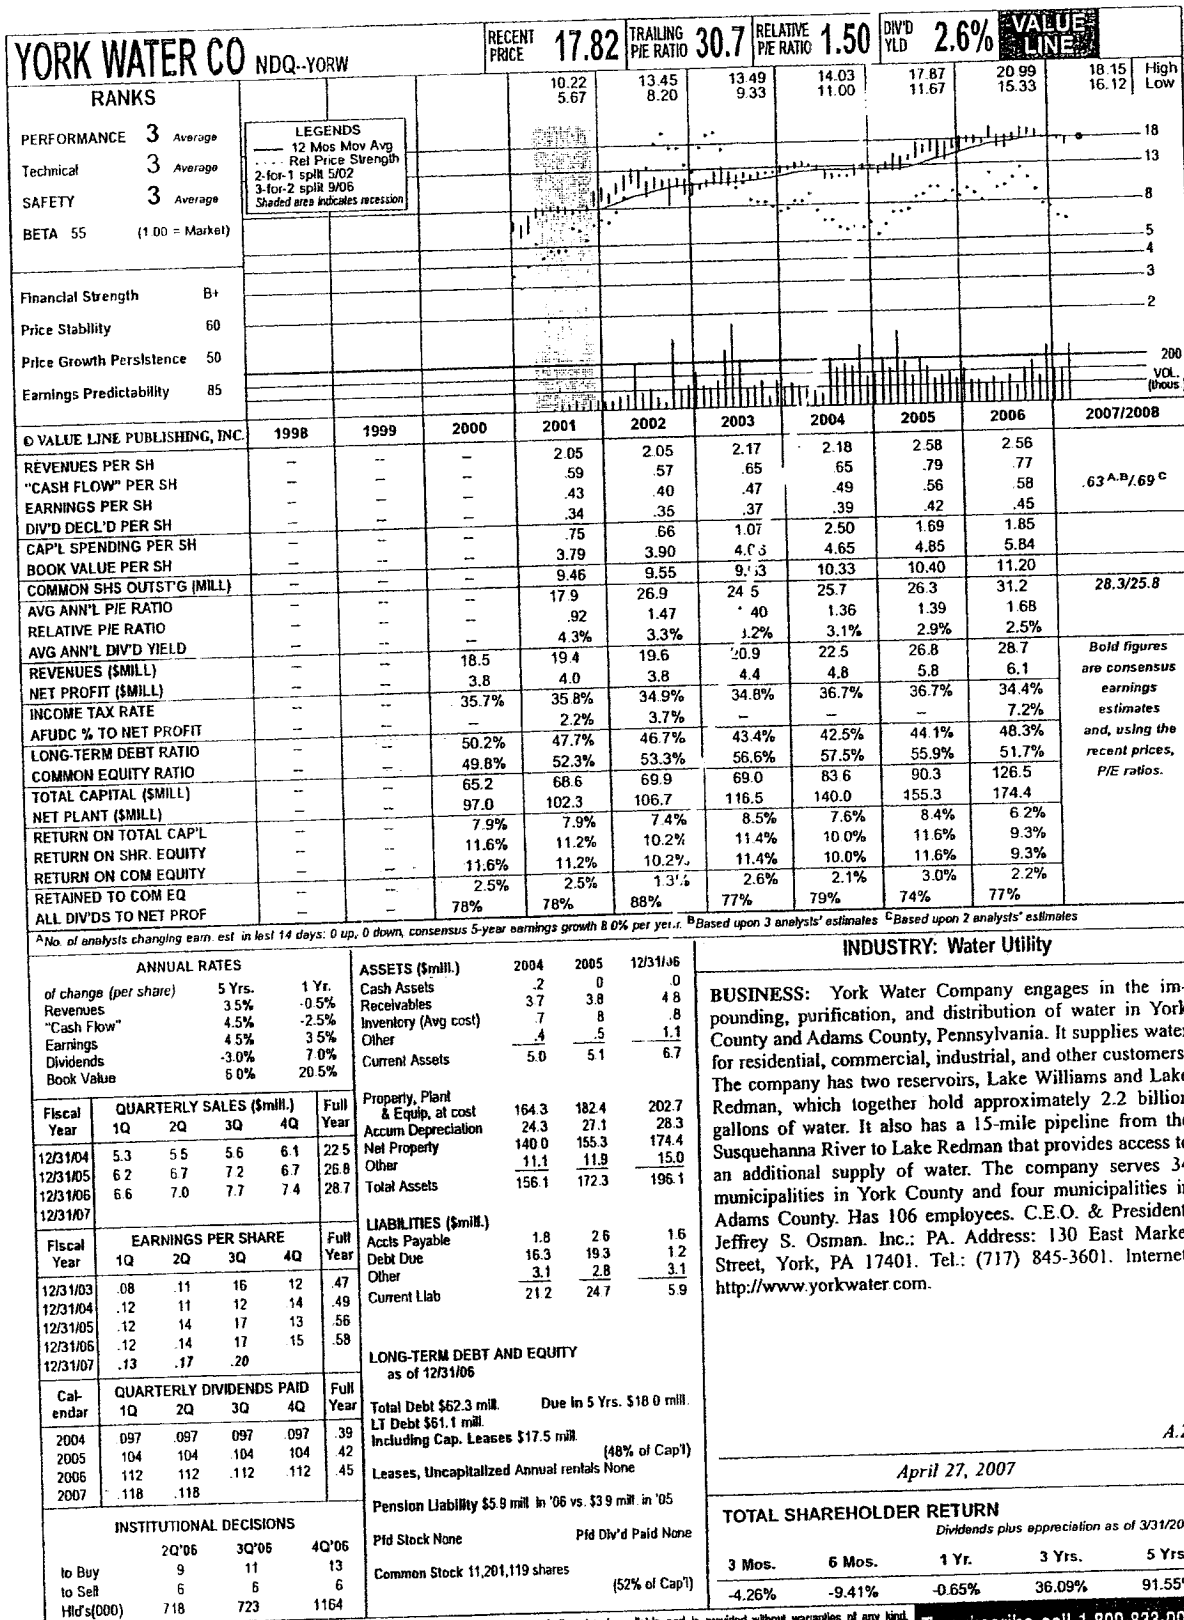 YORK WATER CO NDQ--YORW
RECENT PRICE 17.82 TRAILING P/E RATIO 30.7 RELATIVE P/E RATIO 1.50 DIV'D YLD 2.6% VALUE LINE
10.22 13.45 13.49 14.03 17.87 20.99 18.15 High
5.67 8.20 9.33 11.00 11.67 15.33 16.12 Low
RANKS
PERFORMANCE 3 Average
Technical 3 Average
SAFETY 3 Average
BETA 55 (1.00 = Market)
Financial Strength B+
Price Stability 60
Price Growth Persistence 50
Earnings Predictability 85
LEGENDS
12 Mos Mov Avg
Rel Price Strength
2-for-1 split 5/02
3-for-2 split 9/06
Shaded area indicates recession
18
13
8
5
4
3
2
200
VOL.
(thous
© VALUE LINE PUBLISHING, INC. 1998 1999 2000 2001 2002 2003 2004 2005 2006 2007/2008
REVENUES PER SH -- -- -- 2.05 2.05 2.17 2.18 2.58 2.56
"CASH FLOW" PER SH -- -- -- .59 .57 .65 .65 .79 .77
EARNINGS PER SH -- -- -- .43 .40 .47 .49 .56 .58 .63 A,B/.69 C
DIV'D DECL'D PER SH -- -- -- .34 .35 .37 .39 .42 .45
CAP'L SPENDING PER SH -- -- -- .75 .66 1.07 2.50 1.69 1.85
BOOK VALUE PER SH -- -- -- 3.79 3.90 4.65 4.85 5.84
COMMON SHS OUTST'G (MILL) -- -- -- 9.46 9.55 10.33 10.40 11.20
AVG ANN'L P/E RATIO -- -- -- 17.9 26.9 24.5 25.7 26.3 31.2 28.3/25.8
RELATIVE P/E RATIO -- -- -- .92 1.47 40 1.36 1.39 1.68
AVG ANN'L DIV'D YIELD -- -- -- 4.3% 3.3% 3.1% 2.9% 2.5%
REVENUES ($MILL) -- -- 18.5 19.4 19.6 20.9 22.5 26.8 28.7
NET PROFIT ($MILL) -- -- 3.8 4.0 3.8 4.4 4.8 5.8 6.1
INCOME TAX RATE -- -- 35.7% 35.8% 34.9% 34.8% 36.7% 36.7% 34.4%
AFUDC % TO NET PROFIT -- -- -- 2.2% 3.7% -- -- -- 7.2%
LONG-TERM DEBT RATIO -- -- 50.2% 47.7% 46.7% 43.4% 42.5% 44.1% 48.3%
COMMON EQUITY RATIO -- -- 49.8% 52.3% 53.3% 56.6% 57.5% 55.9% 51.7%
TOTAL CAPITAL ($MILL) -- -- 65.2 68.6 69.9 69.0 83.6 90.3 126.5
NET PLANT ($MILL) -- -- 97.0 102.3 106.7 116.5 140.0 155.3 174.4
RETURN ON TOTAL CAP'L -- -- 7.9% 7.9% 7.4% 8.5% 7.6% 8.4% 6.2%
RETURN ON SHR. EQUITY -- -- 11.6% 11.2% 10.2% 11.4% 10.0% 11.6% 9.3%
RETURN ON COM EQUITY -- -- 11.6% 11.2% 10.2% 11.4% 10.0% 11.6% 9.3%
RETAINED TO COM EQ -- -- 2.5% 2.5% 1.3% 2.6% 2.1% 3.0% 2.2%
ALL DIV'DS TO NET PROF -- -- 78% 78% 88% 77% 79% 74% 77%
Bold figures
are consensus
earnings
estimates
and, using the
recent prices,
P/E ratios.
A No. of analysts changing earn. est in last 14 days: 0 up, 0 down, consensus 5-year earnings growth 8.0% per year. B Based upon 3 analysts' estimates C Based upon 2 analysts' estimates
ANNUAL RATES
of change (per share) 5 Yrs. 1 Yr.
Revenues 3.5% -0.5%
"Cash Flow" 4.5% -2.5%
Earnings 4.5% 3.5%
Dividends -3.0% 7.0%
Book Value 6.0% 20.5%
Fiscal Year QUARTERLY SALES ($mill.) Full Year
1Q 2Q 3Q 4Q
12/31/04 5.3 5.5 5.6 6.1 22.5
12/31/05 6.2 6.7 7.2 6.7 26.8
12/31/06 6.6 7.0 7.7 7.4 28.7
12/31/07
Fiscal Year EARNINGS PER SHARE Full Year
1Q 2Q 3Q 4Q
12/31/03 .08 .11 16 12 .47
12/31/04 .12 11 12 .14 .49
12/31/05 .12 14 17 13 .56
12/31/06 .12 .14 17 .15 .58
12/31/07 .13 .17 .20
Calendar QUARTERLY DIVIDENDS PAID Full Year
1Q 2Q 3Q 4Q
2004 097 .097 097 .097 .39
2005 104 104 .104 104 .42
2006 112 112 .112 .112 .45
2007 .118 .118
INSTITUTIONAL DECISIONS
2Q'06 3Q'06 4Q'06
to Buy 9 11 13
to Sell 6 6 6
Hld's(000) 718 723 1164
ASSETS ($mill.) 2004 2005 12/31/06
Cash Assets .2 0 .0
Receivables 3.7 3.8 4.8
Inventory (Avg cost) .7 8 .8
Other .4 .5 1.1
Current Assets 5.0 5.1 6.7
Property, Plant
& Equip, at cost 164.3 182.4 202.7
Accum Depreciation 24.3 27.1 28.3
Net Property 140.0 155.3 174.4
Other 11.1 11.9 15.0
Total Assets 156.1 172.3 196.1
LIABILITIES ($mill.)
Accts Payable 1.8 2.6 1.6
Debt Due 16.3 19.3 1.2
Other 3.1 2.8 3.1
Current Liab 21.2 24.7 5.9
LONG-TERM DEBT AND EQUITY
as of 12/31/06
Total Debt $62.3 mill. Due in 5 Yrs. $18.0 mill.
LT Debt $61.1 mill.
Including Cap. Leases $17.5 mill.
(48% of Cap'l)
Leases, Uncapitalized Annual rentals None
Pension Liability $5.9 mill in '06 vs. $3.9 mill. in '05
Pfd Stock None Pfd Div'd Paid None
Common Stock 11,201,119 shares
(52% of Cap'l)
INDUSTRY: Water Utility
BUSINESS: York Water Company engages in the im-
pounding, purification, and distribution of water in York
County and Adams County, Pennsylvania. It supplies water
for residential, commercial, industrial, and other customers
The company has two reservoirs, Lake Williams and Lake
Redman, which together hold approximately 2.2 billion
gallons of water. It also has a 15-mile pipeline from the
Susquehanna River to Lake Redman that provides access to
an additional supply of water. The company serves 34
municipalities in York County and four municipalities in
Adams County. Has 106 employees. C.E.O. & President
Jeffrey S. Osman. Inc.: PA. Address: 130 East Marke
Street, York, PA 17401. Tel.: (717) 845-3601. Internet
http://www.yorkwater.com.
April 27, 2007
TOTAL SHAREHOLDER RETURN
Dividends plus appreciation as of 3/31/20
3 Mos. 6 Mos. 1 Yr. 3 Yrs. 5 Yrs
-4.26% -9.41% -0.65% 36.09% 91.55%